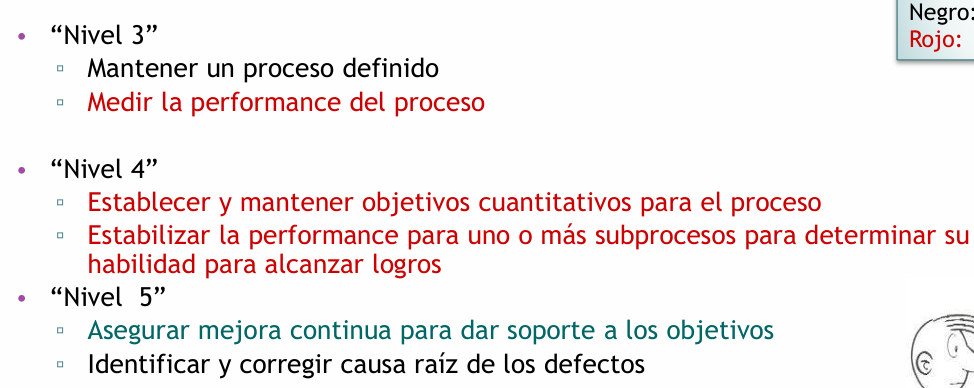 Negro:
Rojo:
• “Nivel 3”
▫ Mantener un proceso definido
▫ Medir la performance del proceso
• “Nivel 4”
▫ Establecer y mantener objetivos cuantitativos para el proceso
▫ Estabilizar la performance para uno o más subprocesos para determinar su
habilidad para alcanzar logros
• “Nivel 5”
▫ Asegurar mejora continua para dar soporte a los objetivos
▫ Identificar y corregir causa raíz de los defectos